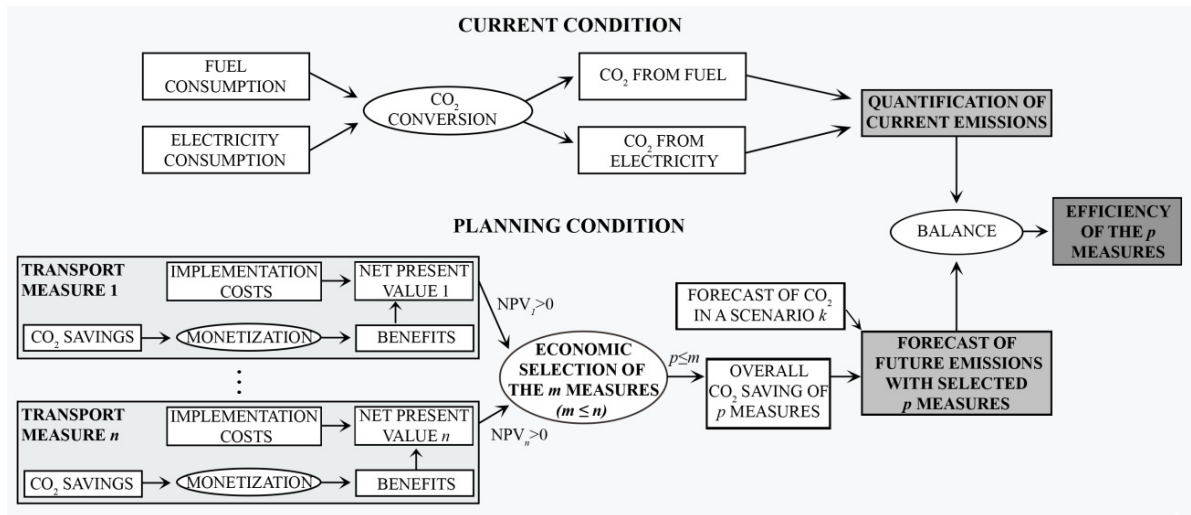 CURRENT CONDITION
FUEL
CONSUMPTION
ELECTRICITY
CONSUMPTION
CO₂
CONVERSION
CO₂ FROM FUEL
CO₂ FROM
ELECTRICITY
QUANTIFICATION OF
CURRENT EMISSIONS
BALANCE
EFFICIENCY
OF THE p
MEASURES
PLANNING CONDITION
TRANSPORT
MEASURE 1
IMPLEMENTATION
COSTS
NET PRESENT
VALUE 1
CO₂ SAVINGS
MONETIZATION
BENEFITS
NPV₁>0
⋮
TRANSPORT
MEASURE n
IMPLEMENTATION
COSTS
NET PRESENT
VALUE n
CO₂ SAVINGS
MONETIZATION
BENEFITS
NPVₙ>0
ECONOMIC
SELECTION OF
THE m MEASURES
(m ≤ n)
p≤m
OVERALL
CO₂ SAVING OF
p MEASURES
FORECAST OF CO₂
IN A SCENARIO k
FORECAST OF
FUTURE EMISSIONS
WITH SELECTED
p MEASURES